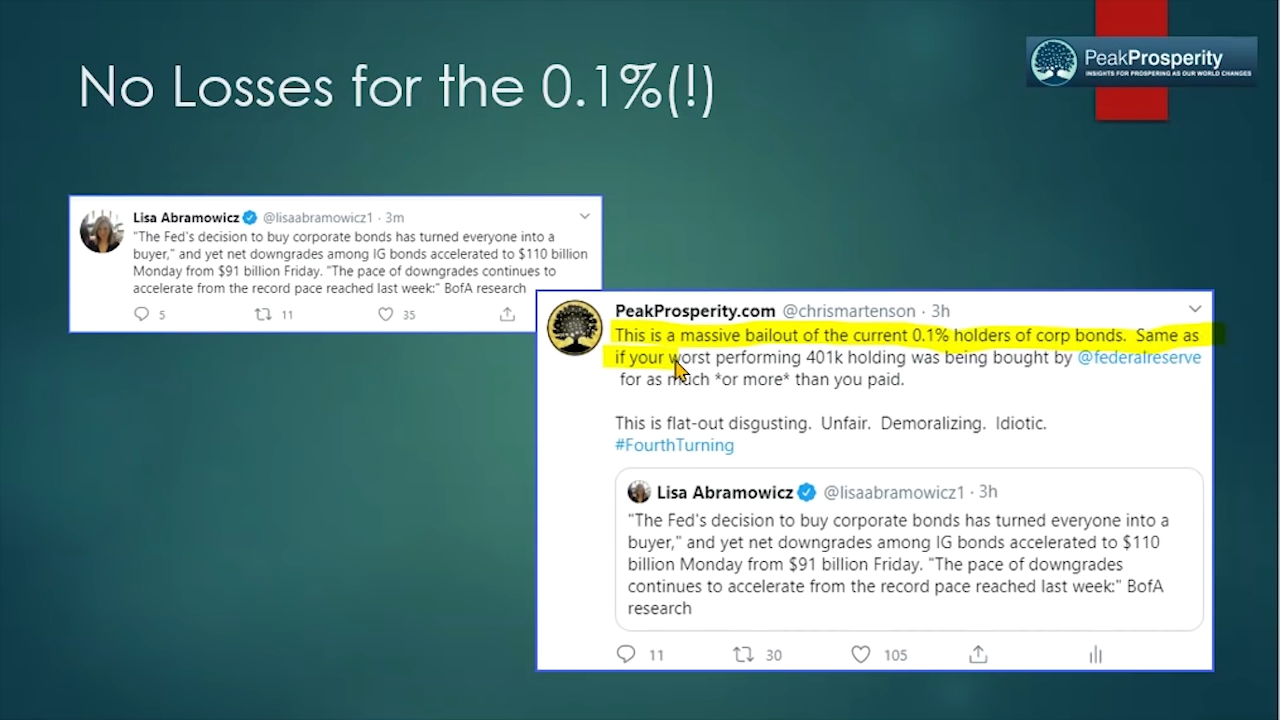 No Losses for the 0.1%(!)
PeakProsperity
INSIGHTS FOR PROSPERING AS OUR WORLD CHANGES
Lisa Abramowicz @lisaabramowicz1 · 3m
"The Fed's decision to buy corporate bonds has turned everyone into a
buyer," and yet net downgrades among IG bonds accelerated to $110 billion
Monday from $91 billion Friday. "The pace of downgrades continues to
accelerate from the record pace reached last week:" BofA research
5 11 35
PeakProsperity.com @chrismartenson · 3h
This is a massive bailout of the current 0.1% holders of corp bonds. Same as
if your worst performing 401k holding was being bought by @federalreserve
for as much *or more* than you paid.
This is flat-out disgusting. Unfair. Demoralizing. Idiotic.
#FourthTurning
Lisa Abramowicz @lisaabramowicz1 · 3h
"The Fed's decision to buy corporate bonds has turned everyone into a
buyer," and yet net downgrades among IG bonds accelerated to $110
billion Monday from $91 billion Friday. "The pace of downgrades
continues to accelerate from the record pace reached last week:" BofA
research
11 30 105